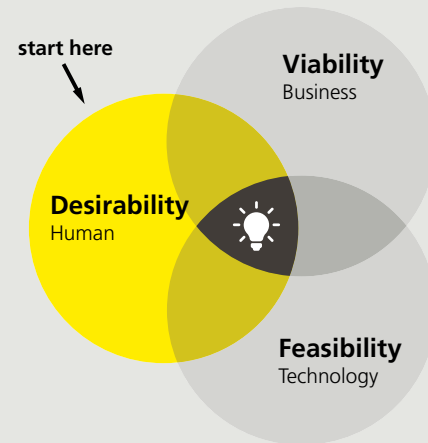 start here
Viability
Business
Desirability
Human
Feasibility
Technology